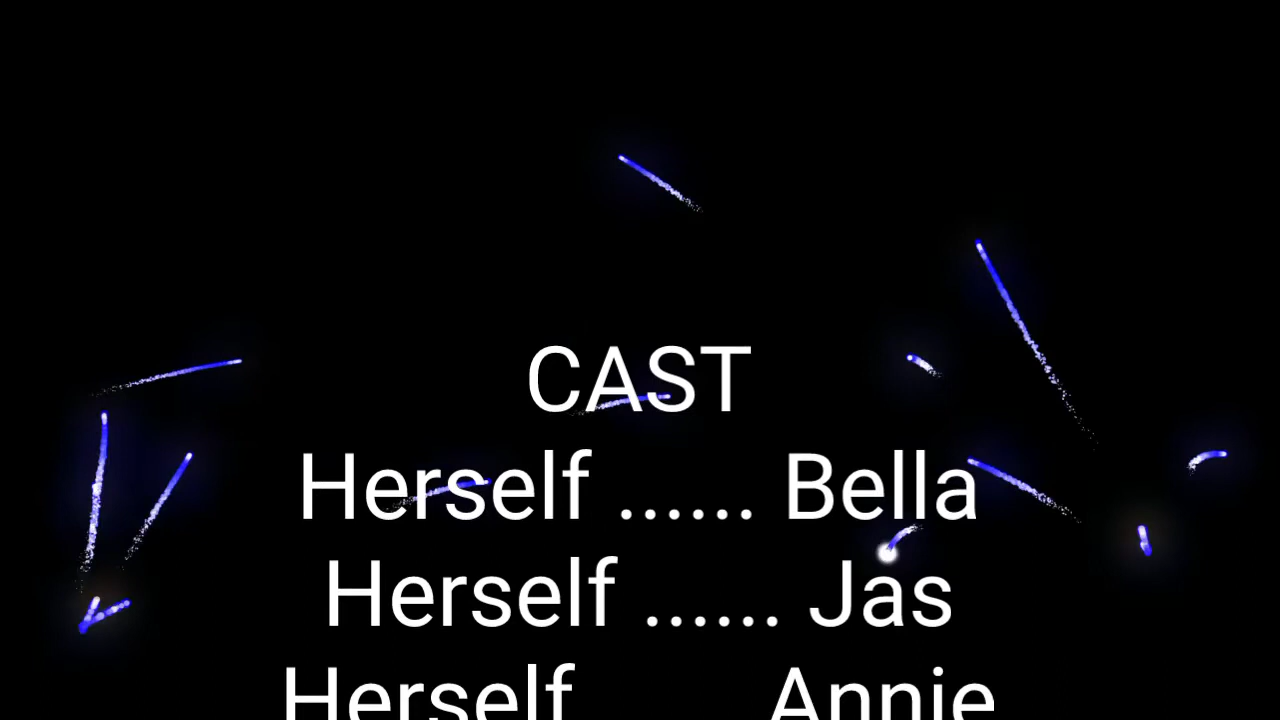 CAST
Herself ...... Bella
Herself ...... Jas
Herself ...... Annie